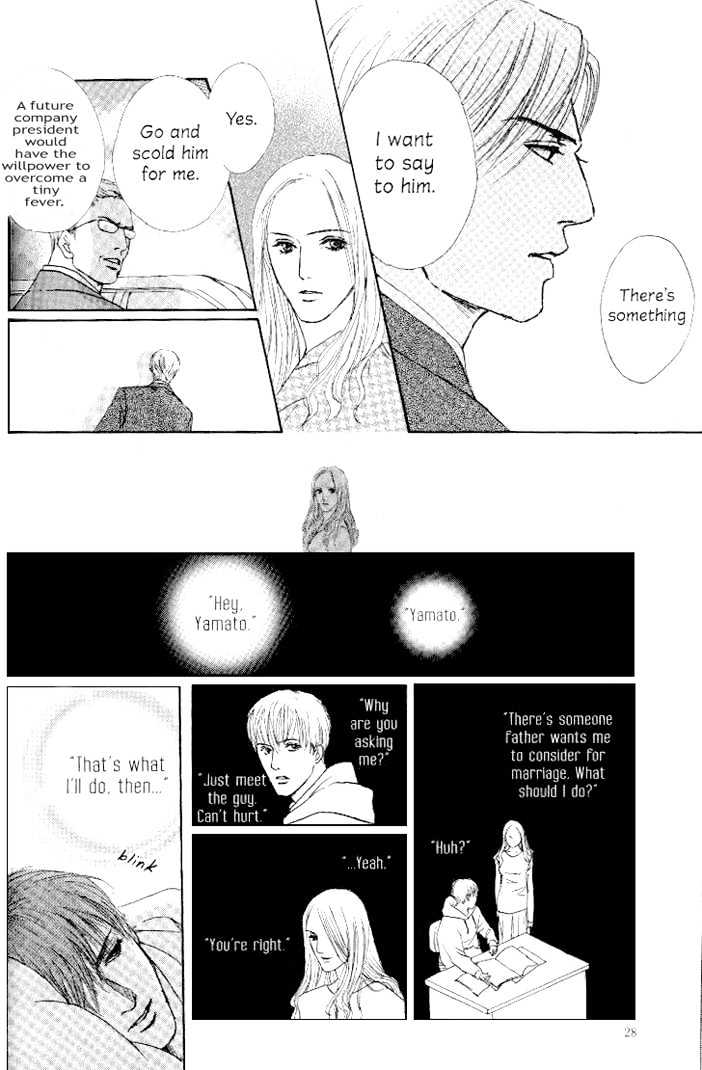 There's
something
I want
to say
to him.
Yes.
Go and
scold him
for me.
A future
company
president
would
have the
willpower to
overcome a
tiny
fever.
"Yamato."
"Hey,
Yamato."
"There's someone
father wants me
to consider for
marriage. What
should I do?"
"Huh?"
"Why
are you
asking
me?"
"Just meet
the guy.
Can't hurt."
"...Yeah."
"You're right."
"That's what
I'll do, then..."
blink
28